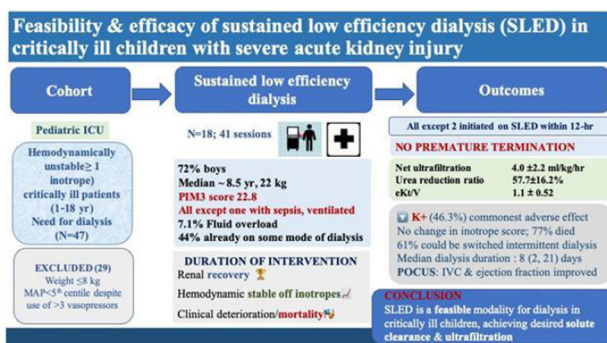 Feasibility & efficacy of sustained low efficiency dialysis (SLED) in
critically ill children with severe acute kidney injury
Cohort
Pediatric ICU
Hemodynamically
unstable≥ 1
inotrope)
critically ill patients
(1-18 yr)
Need for dialysis
(N=47)
EXCLUDED (29)
Weight ≤8 kg
MAP<5th centile despite
use of >3 vasopressors
Sustained low efficiency
dialysis
N=18; 41 sessions
72% boys
Median ~ 8.5 yr, 22 kg
PIM3 score 22.8
All except one with sepsis, ventilated
7.1% Fluid overload
44% already on some mode of dialysis
DURATION OF INTERVENTION
Renal recovery
Hemodynamic stable off inotropes
Clinical deterioration/mortality
Outcomes
All except 2 initiated on SLED within 12-hr
NO PREMATURE TERMINATION
Net ultrafiltration 4.0 ±2.2 ml/kg/hr
Urea reduction ratio 57.7±16.2%
eKt/V 1.1 ± 0.52
K+ (46.3%) commonest adverse effect
No change in inotrope score; 77% died
61% could be switched intermittent dialysis
Median dialysis duration : 8 (2, 21) days
POCUS: IVC & ejection fraction improved
CONCLUSION
SLED is a feasible modality for dialysis in
critically ill children, achieving desired solute
clearance & ultrafiltration